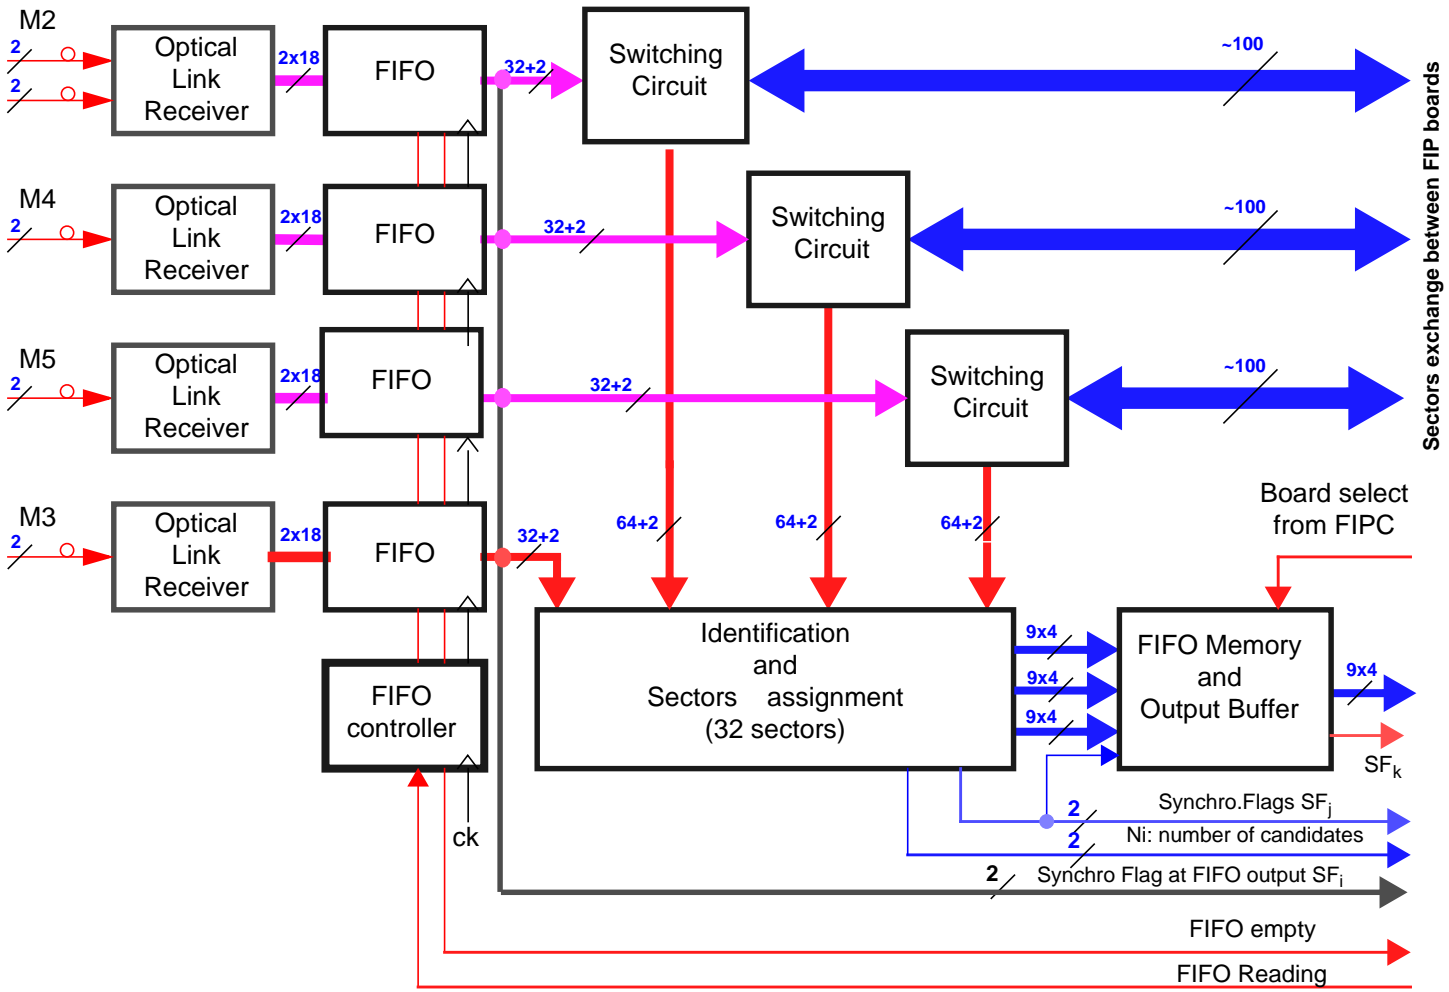 M2
2
2
Optical
Link
Receiver
2x18
FIFO
32+2
Switching
Circuit
~100
M4
2
Optical
Link
Receiver
2x18
FIFO
32+2
Switching
Circuit
~100
M5
2
Optical
Link
Receiver
2x18
FIFO
32+2
Switching
Circuit
~100
Sectors exchange between FIP boards
M3
2
Optical
Link
Receiver
2x18
FIFO
32+2
64+2
64+2
64+2
Board select
from FIPC
Identification
and
Sectors assignment
(32 sectors)
9x4
9x4
9x4
FIFO Memory
and
Output Buffer
9x4
SFk
FIFO
controller
ck
2
Synchro.Flags SFj
2
Ni: number of candidates
2
Synchro Flag at FIFO output SFi
FIFO empty
FIFO Reading